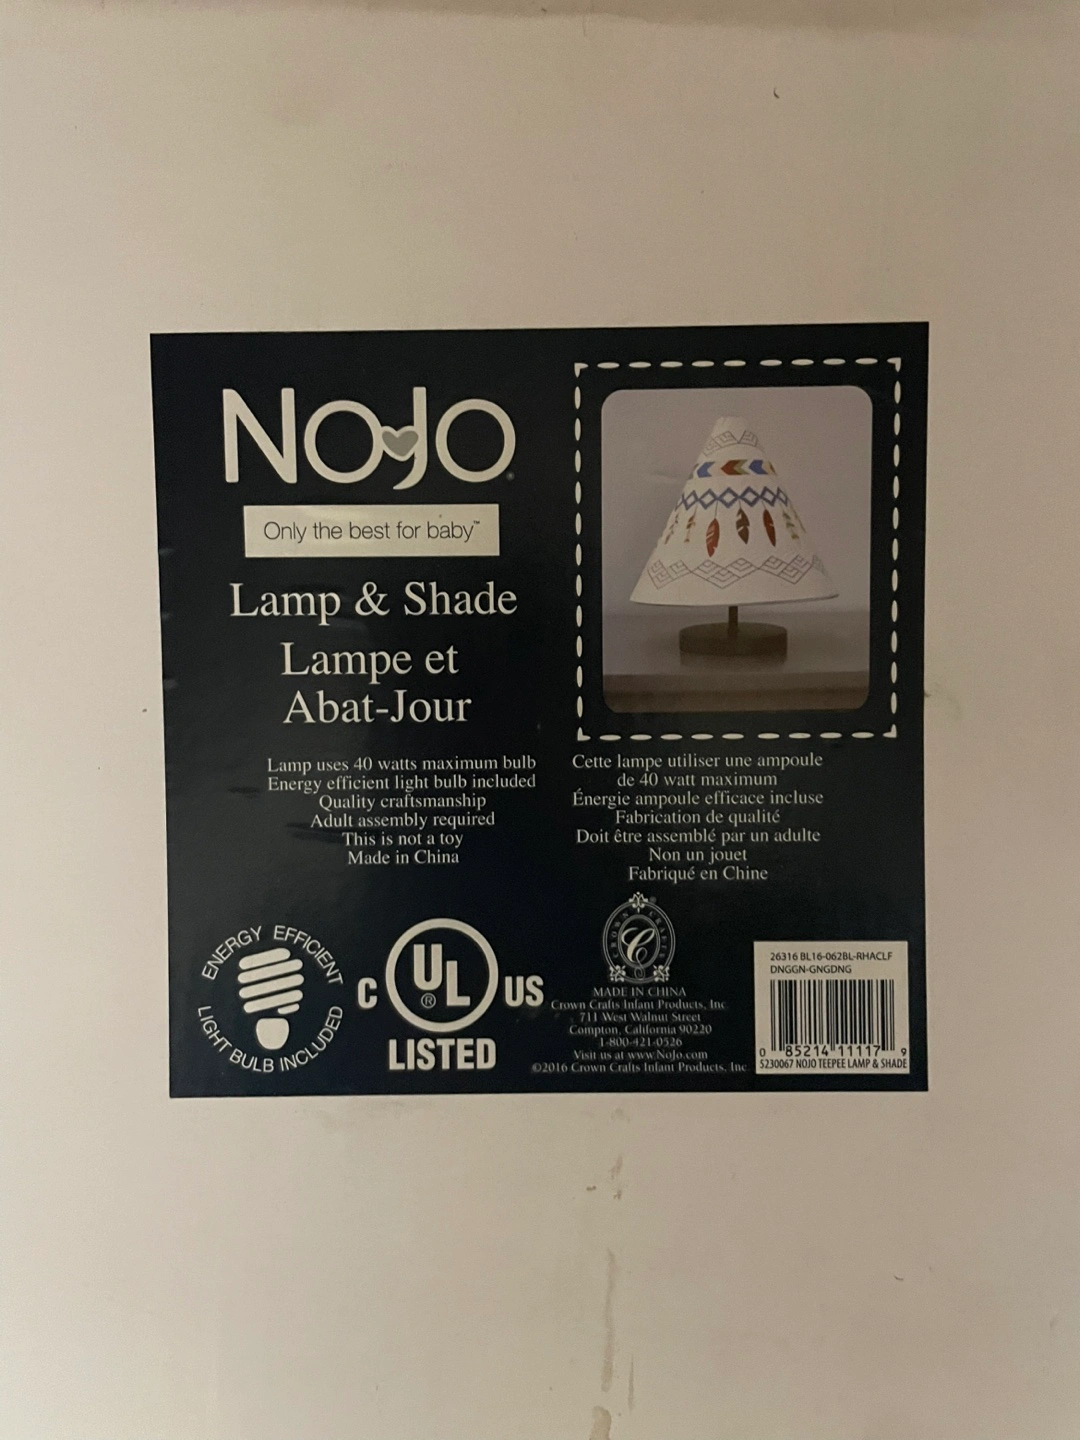 NoJo®
Only the best for baby™
Lamp & Shade
Lampe et
Abat-Jour
Lamp uses 40 watts maximum bulb
Energy efficient light bulb included
Quality craftsmanship
Adult assembly required
This is not a toy
Made in China
Cette lampe utiliser une ampoule
de 40 watt maximum
Énergie ampoule efficace incluse
Fabrication de qualité
Doit être assemblé par un adulte
Non un jouet
Fabriqué en Chine
ENERGY EFFICIENT
LIGHT BULB INCLUDED
C UL® US
LISTED
CROWN CRAFTS
C
MADE IN CHINA
Crown Crafts Infant Products, Inc.
711 West Walnut Street
Compton, California 90220
1-800-421-0526
Visit us at www.NoJo.com
©2016 Crown Crafts Infant Products, Inc.
26316 BL16-062BL-RHACLF
DNGGN-GNGDNG
0 85214 11117 9
5230067 NOJO TEEPEE LAMP & SHADE